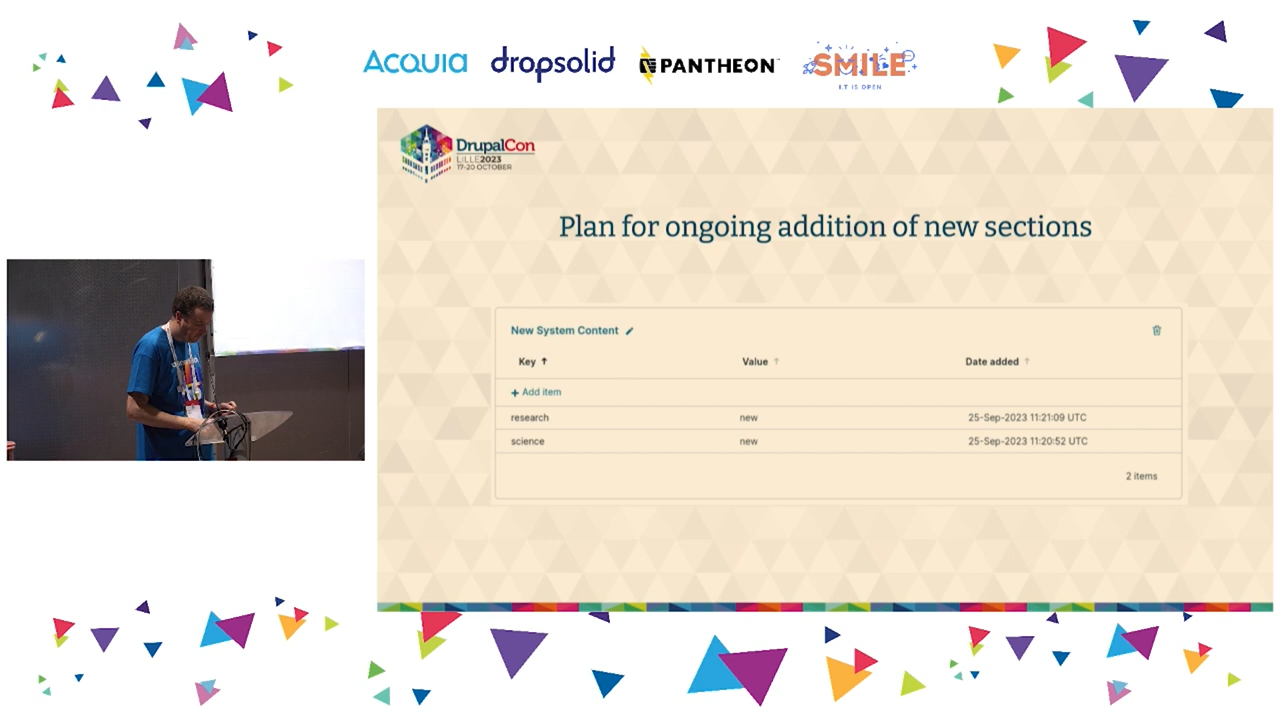 ACQUIA
dropsolid
PANTHEON
SMILE
I.T IS OPEN
DrupalCon
LILLE2023
17-20 OCTOBER
Plan for ongoing addition of new sections
New System Content
Key ↑ Value ↑ Date added ↑
+ Add item
research new 25-Sep-2023 11:21:09 UTC
science new 25-Sep-2023 11:20:52 UTC
2 items